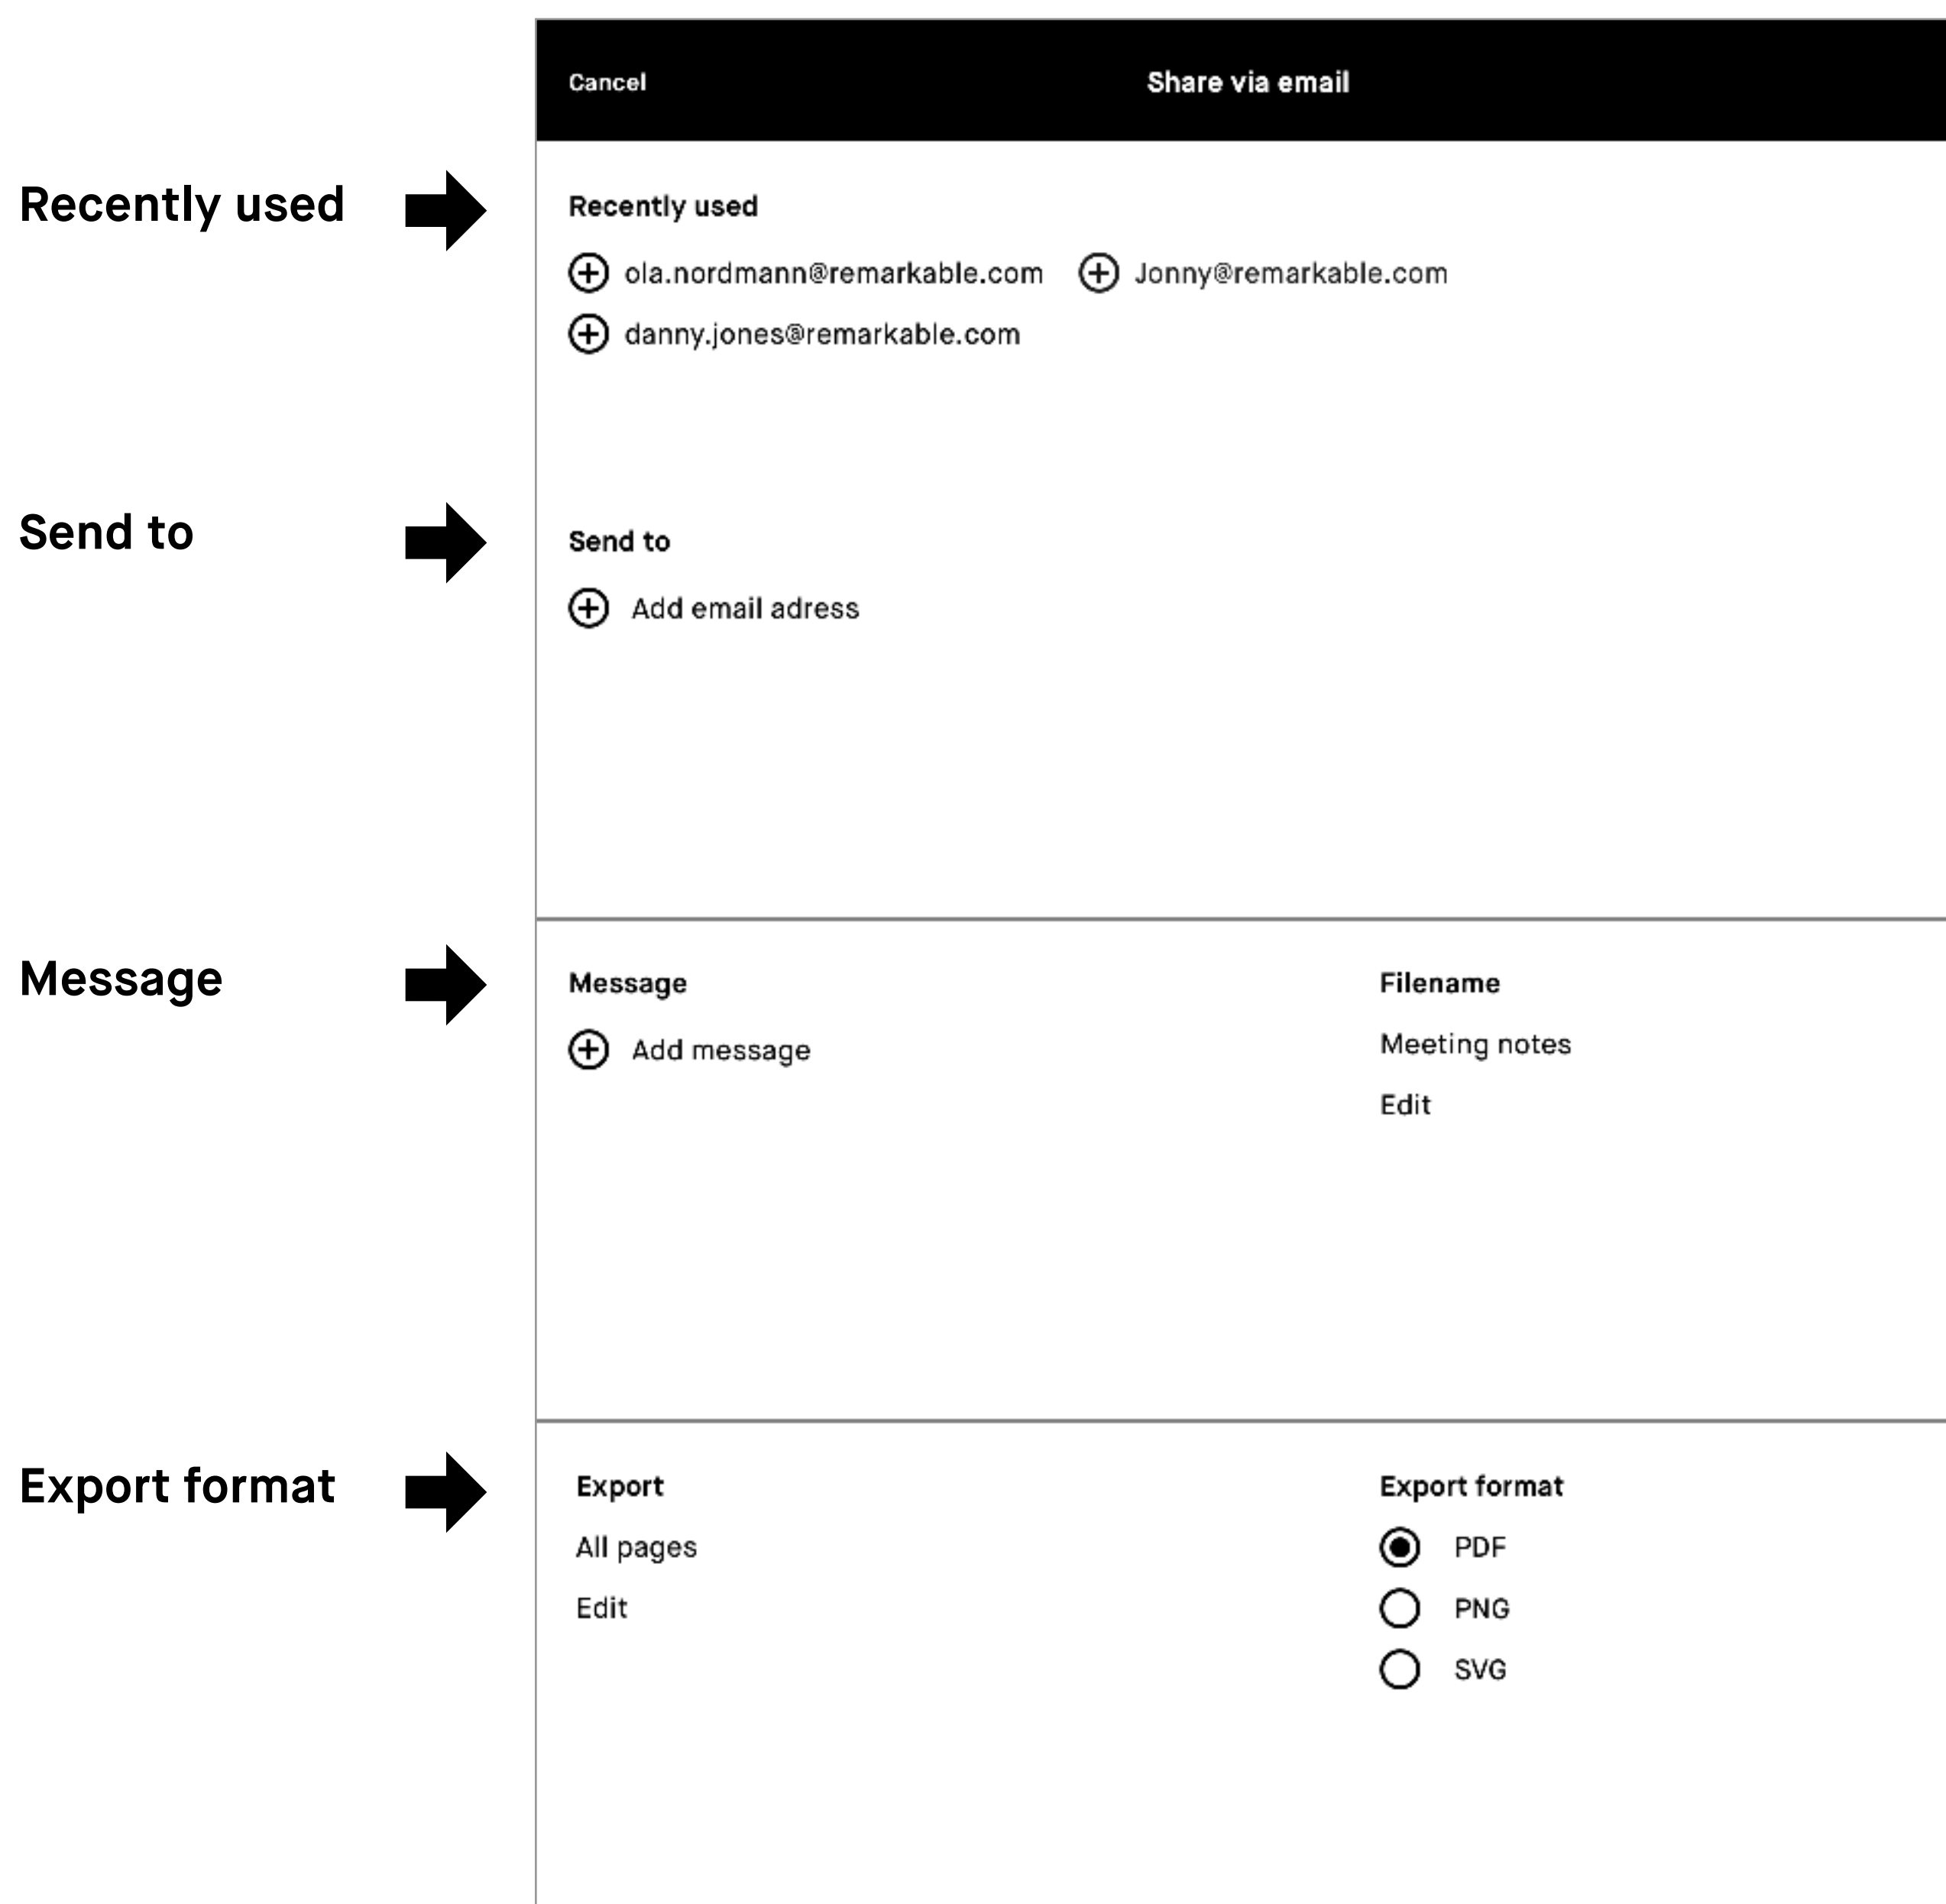 Cancel Share via email
Recently used Recently used
ola.nordmann@remarkable.com Jonny@remarkable.com
danny.jones@remarkable.com
Send to Send to
Add email adress
Message Message Filename
Add message Meeting notes
Edit
Export format Export Export format
All pages PDF
Edit PNG
SVG